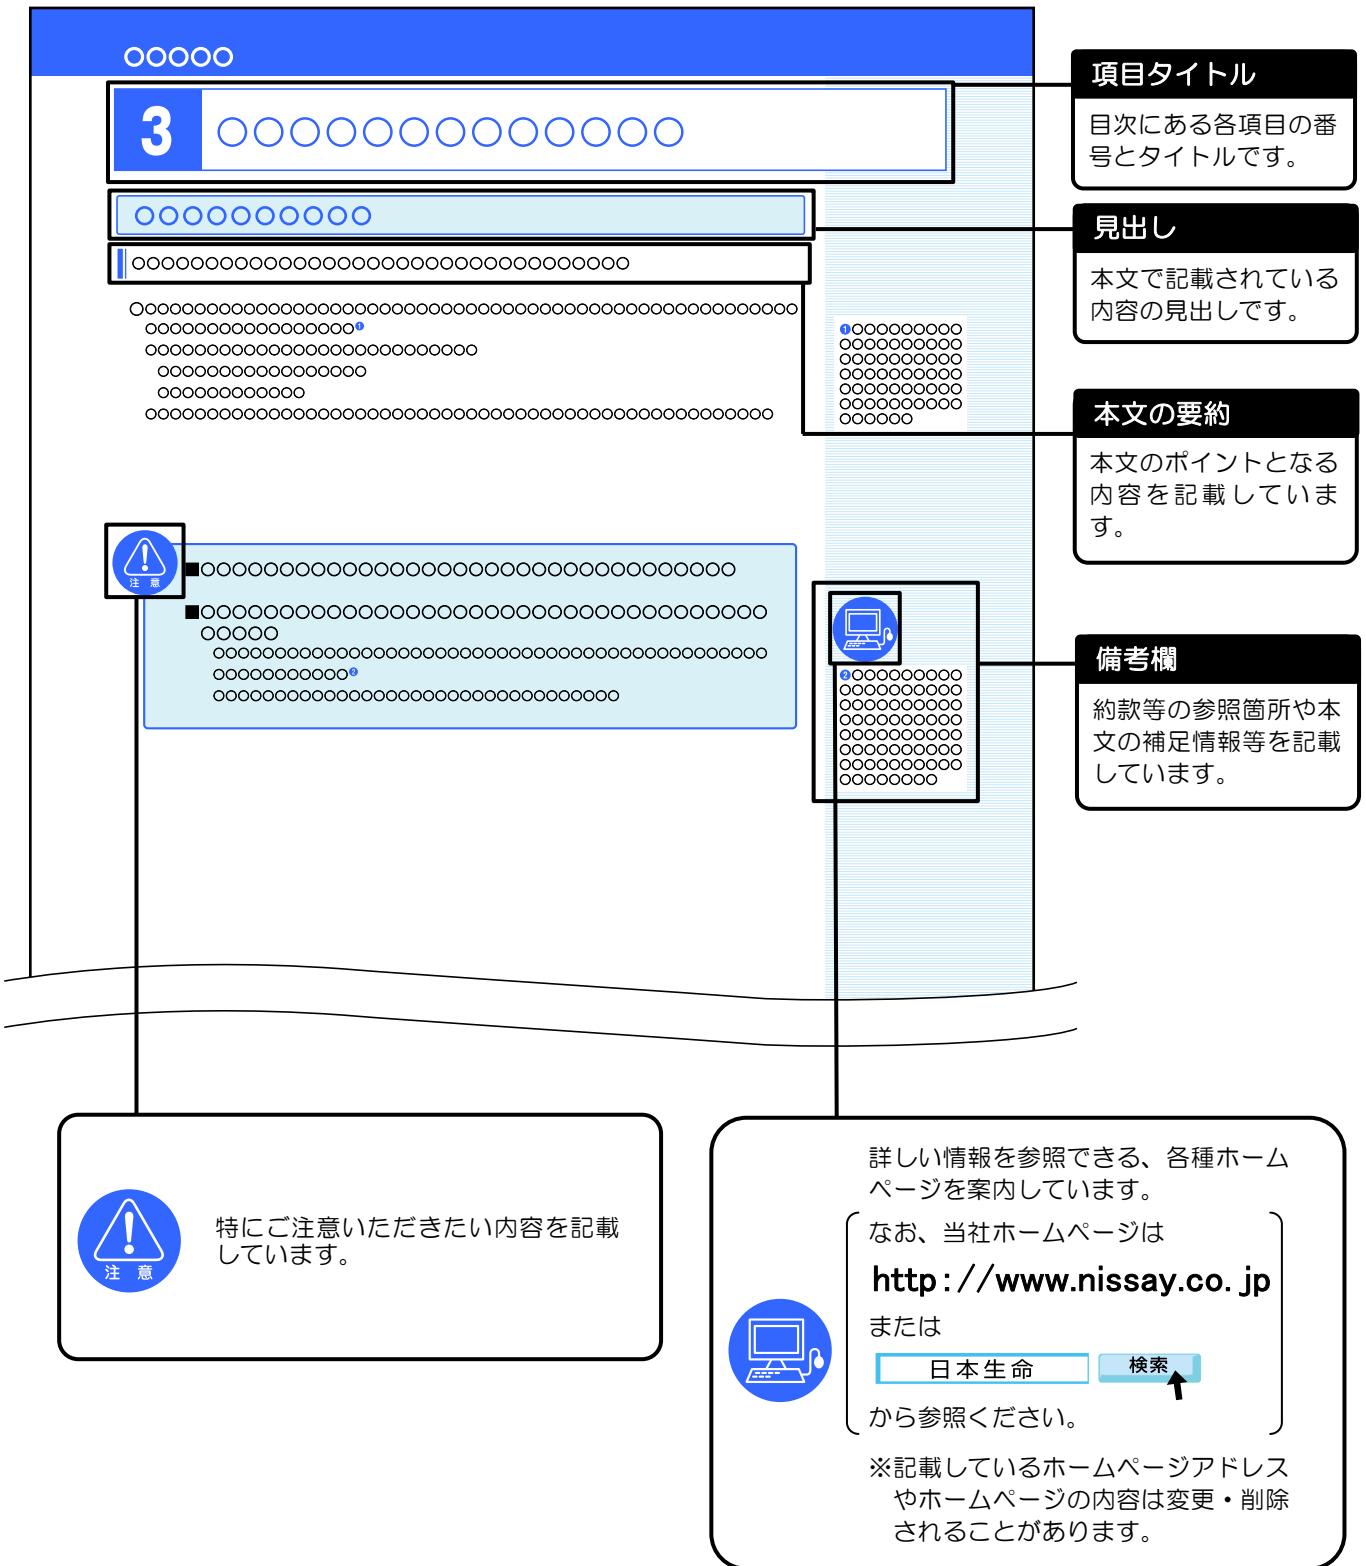 ○○○○○
3 ○○○○○○○○○○○○○
○○○○○○○○○○
○○○○○○○○○○○○○○○○○○○○○○○○○○○○○○○○○○
項目タイトル
目次にある各項目の番
号とタイトルです。
見出し
本文で記載されている
内容の見出しです。
本文の要約
本文のポイントとなる
内容を記載していま
す。
備考欄
約款等の参照箇所や本
文の補足情報等を記載
しています。
❶
❶
注 意
❷
❷
注 意
特にご注意いただきたい内容を記載
しています。
詳しい情報を参照できる、各種ホーム
ページを案内しています。
なお、当社ホームページは
http://www.nissay.co.jp
または
日本生命 検索
から参照ください。
※記載しているホームページアドレス
やホームページの内容は変更・削除
されることがあります。